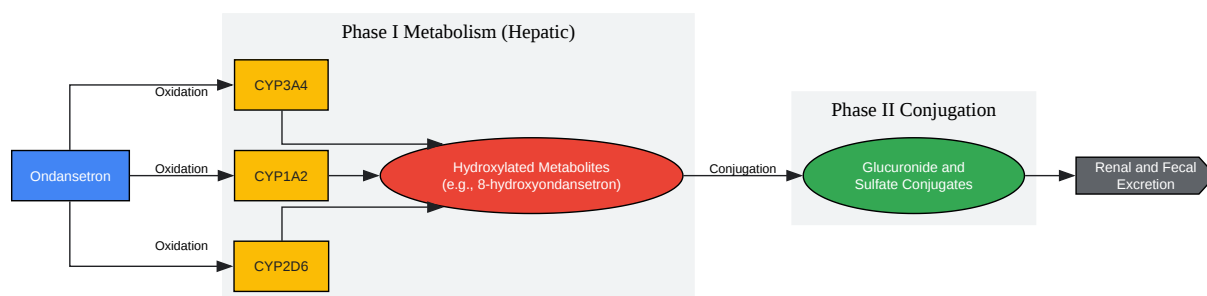 Phase I Metabolism (Hepatic)
Oxidation
CYP3A4
Phase II Conjugation
Ondansetron
Oxidation
CYP1A2
Hydroxylated Metabolites
(e.g., 8-hydroxyondansetron)
Conjugation
Glucuronide and
Sulfate Conjugates
Renal and Fecal
Excretion
Oxidation
CYP2D6